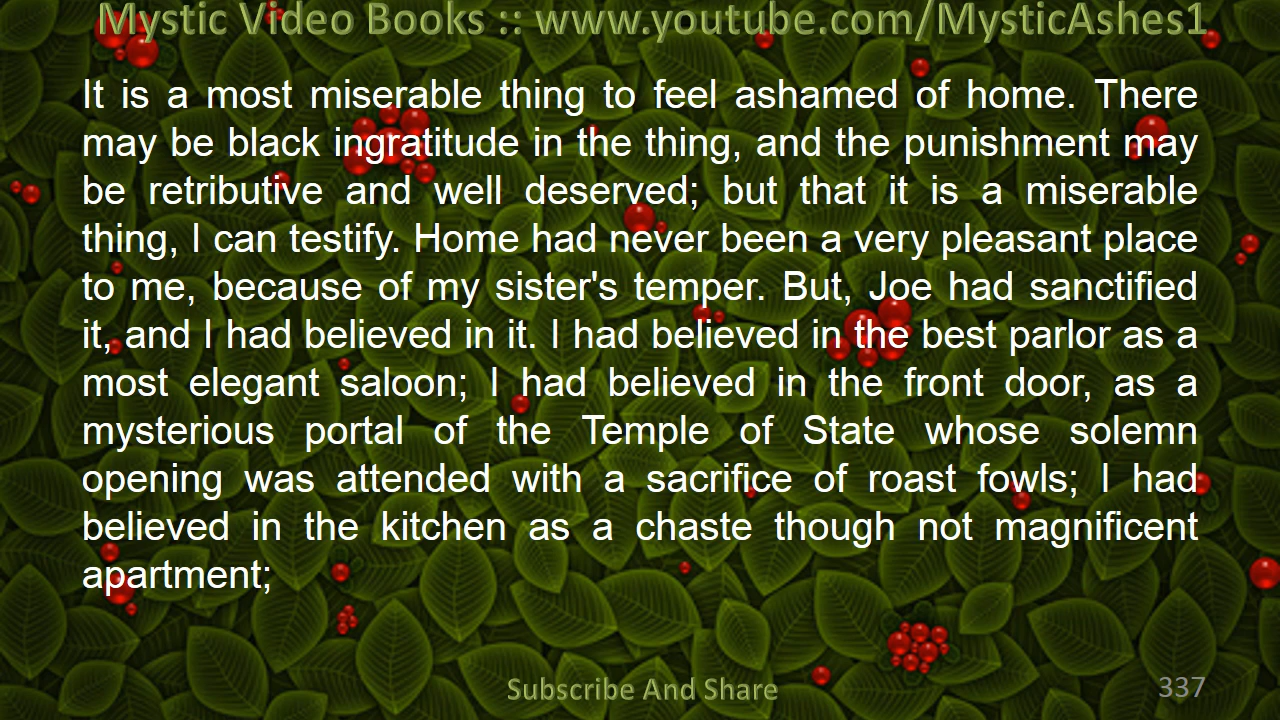 Mystic Video Books :: www.youtube.com/MysticAshes1
It is a most miserable thing to feel ashamed of home. There
may be black ingratitude in the thing, and the punishment may
be retributive and well deserved; but that it is a miserable
thing, I can testify. Home had never been a very pleasant place
to me, because of my sister's temper. But, Joe had sanctified
it, and I had believed in it. I had believed in the best parlor as a
most elegant saloon; I had believed in the front door, as a
mysterious portal of the Temple of State whose solemn
opening was attended with a sacrifice of roast fowls; I had
believed in the kitchen as a chaste though not magnificent
apartment;
Subscribe And Share
337